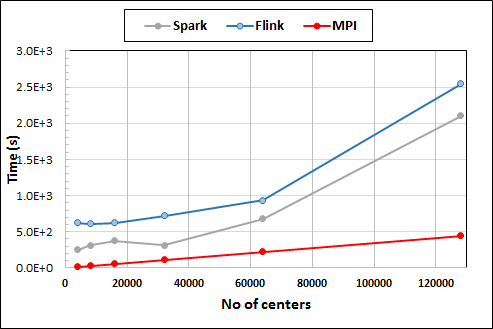 Spark Flink MPI
3.0E+3
2.5E+3
2.0E+3
1.5E+3
1.0E+3
5.0E+2
0.0E+0
Time (s)
0 20000 40000 60000 80000 100000 120000
No of centers